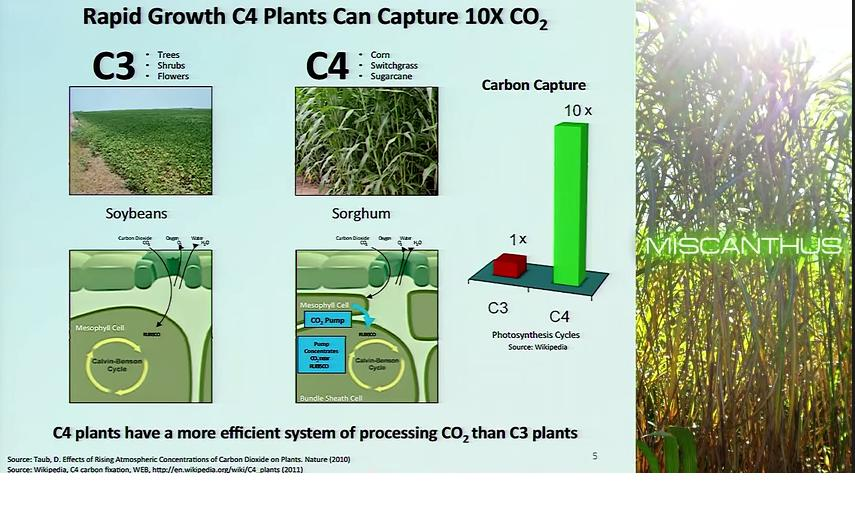 Rapid Growth C4 Plants Can Capture 10X CO2
C3
· Trees
· Shrubs
· Flowers
C4
· Corn
· Switchgrass
· Sugarcane
Soybeans
Sorghum
Carbon Dioxide Oxygen Water
CO2 O2 H2O
Mesophyll Cell
RUBISCO
Calvin-Benson
Cycle
Carbon Dioxide Oxygen Water
CO2 O2 H2O
Mesophyll Cell
CO2 Pump
RUBISCO
Pump
Concentrates
CO2 near
RUBISCO
Calvin-Benson
Cycle
Bundle Sheath Cell
Carbon Capture
10 x
1 x
C3
C4
Photosynthesis Cycles
Source: Wikipedia
MISCANTHUS
C4 plants have a more efficient system of processing CO2 than C3 plants
5
Source: Taub, D. Effects of Rising Atmospheric Concentrations of Carbon Dioxide on Plants. Nature (2010)
Source: Wikipedia, C4 carbon fixation, WEB, http://en.wikipedia.org/wiki/C4_plants (2011)